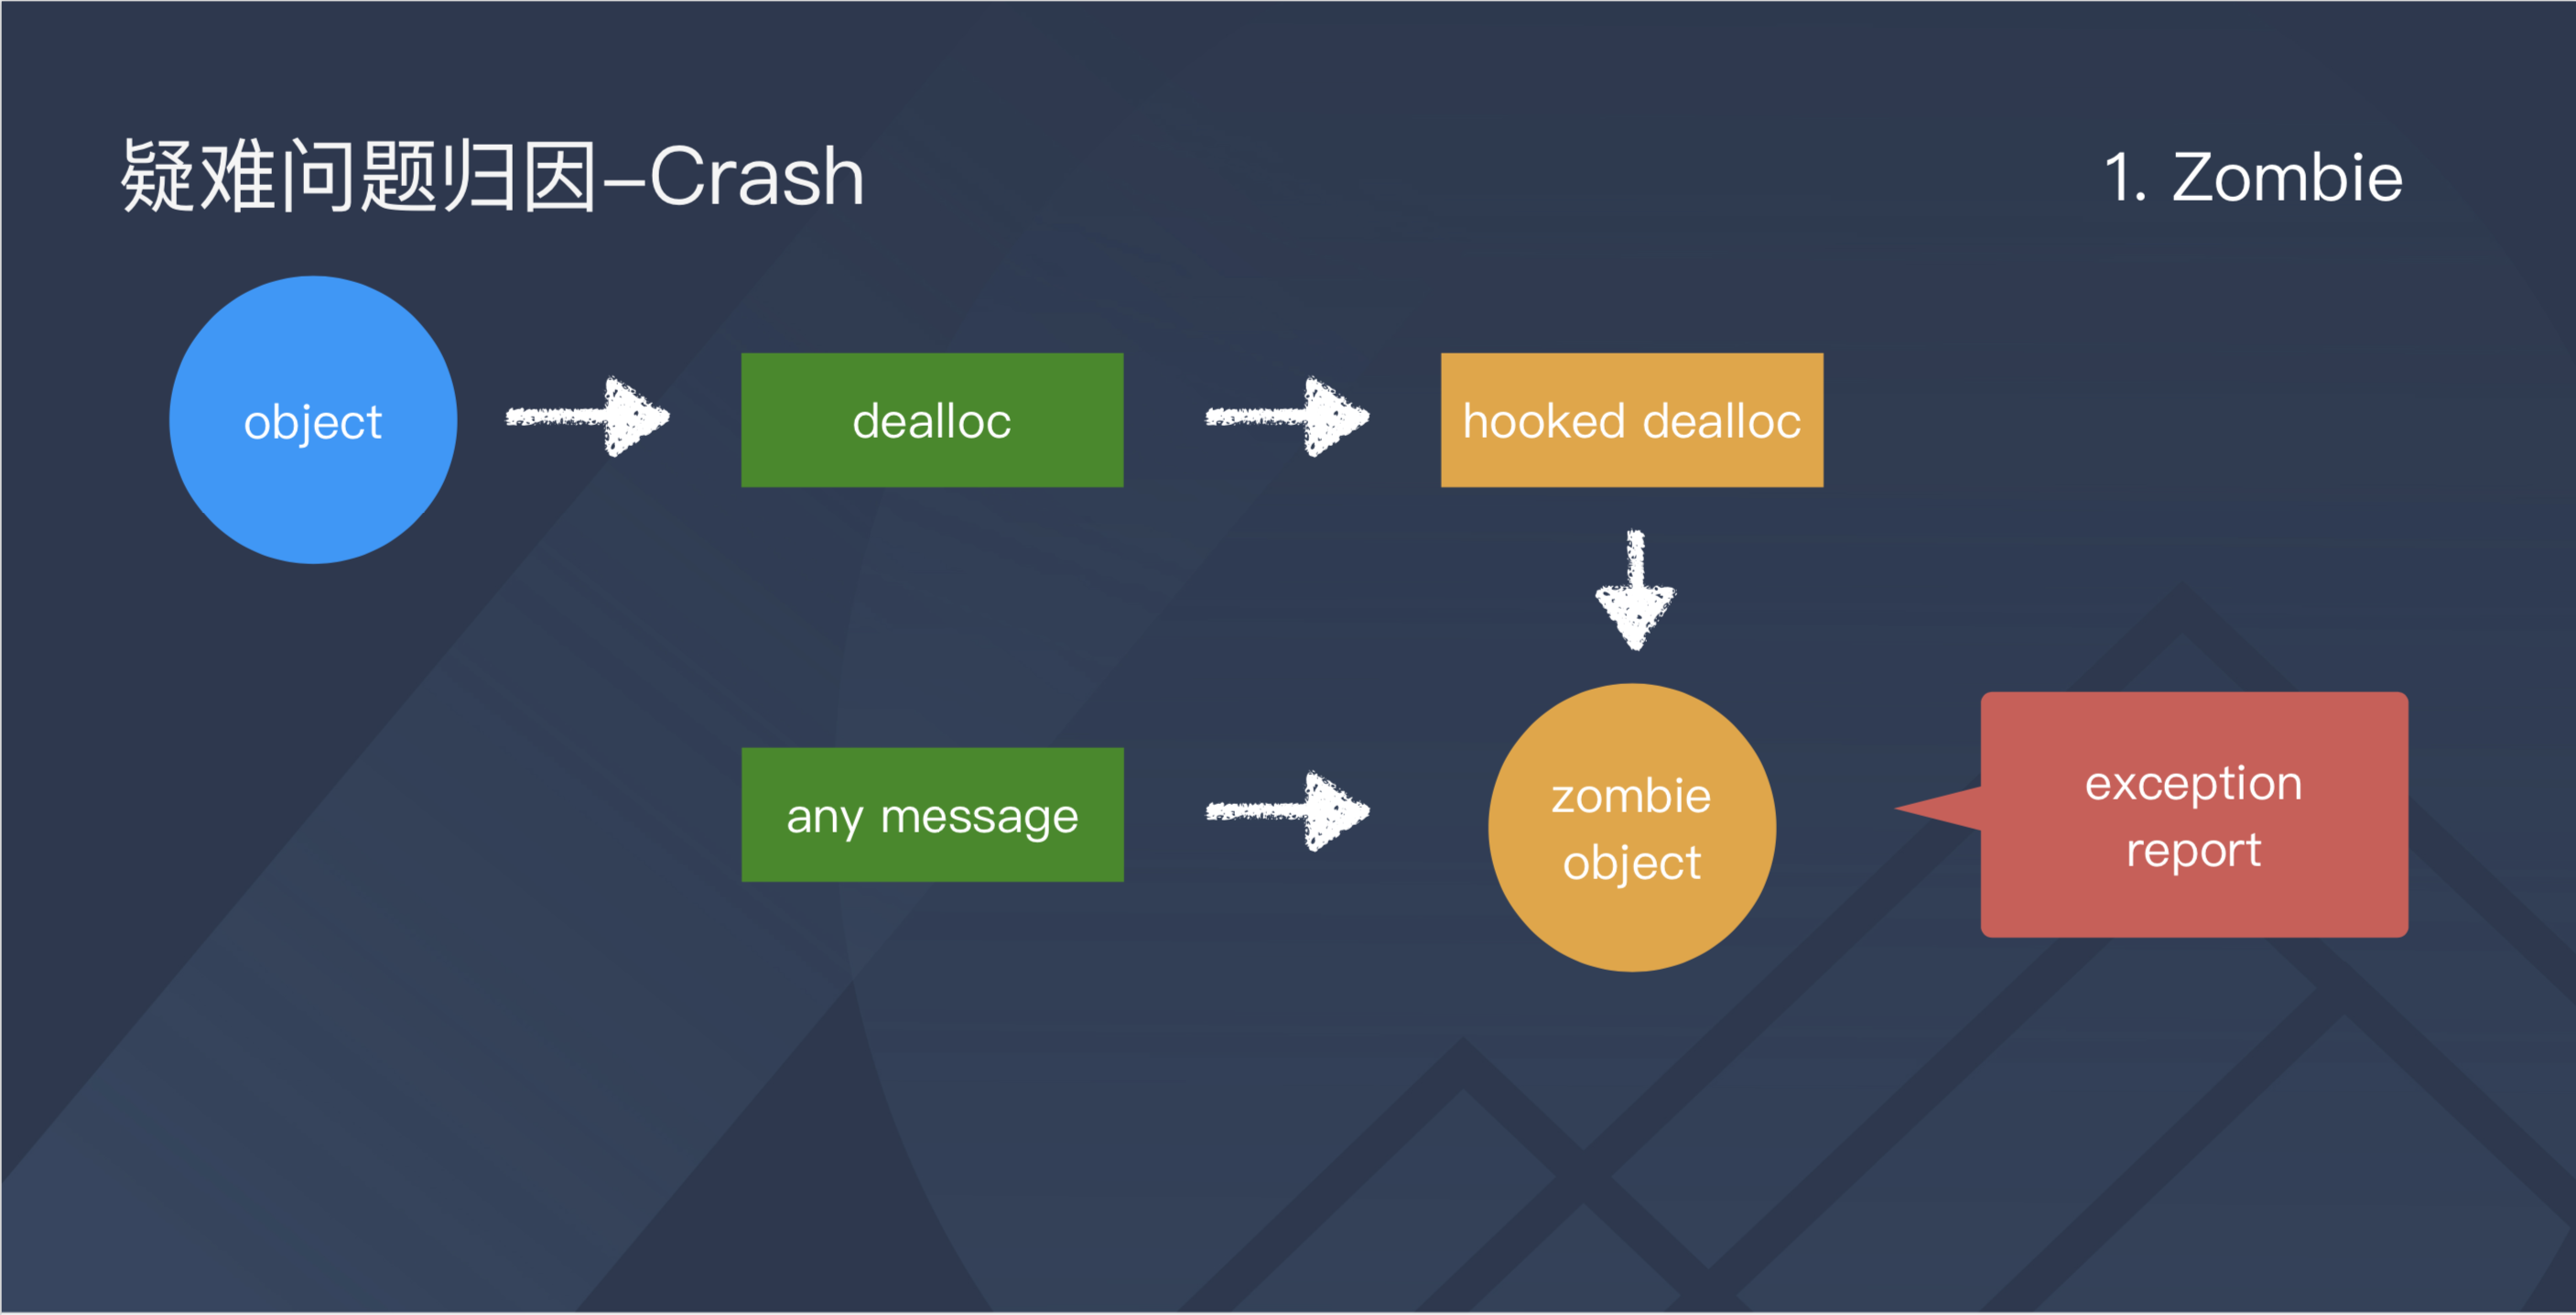 疑难问题归因–Crash
1. Zombie
object
dealloc
hooked dealloc
any message
zombie
object
exception
report